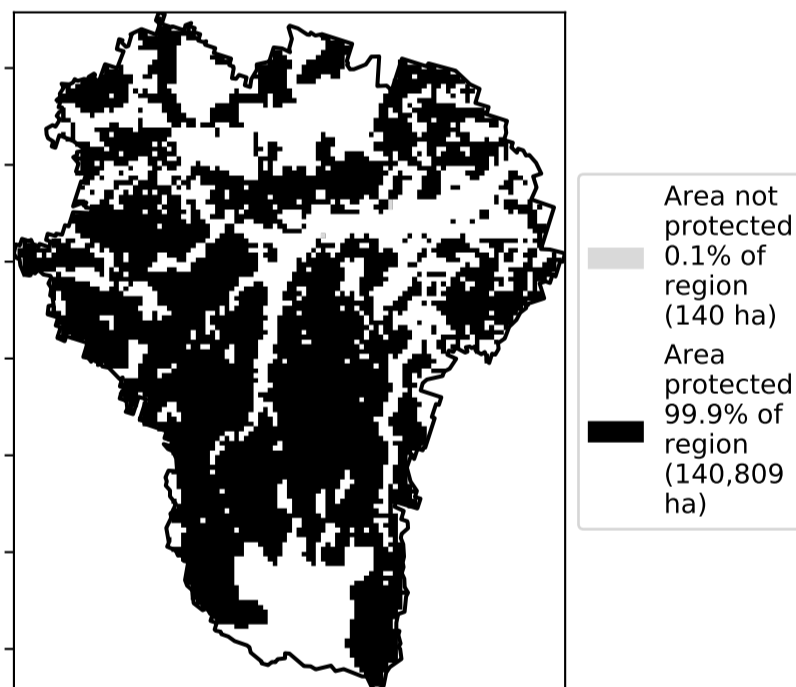 Area not
protected
0.1% of
region
(140 ha)
Area
protected
99.9% of
region
(140,809
ha)